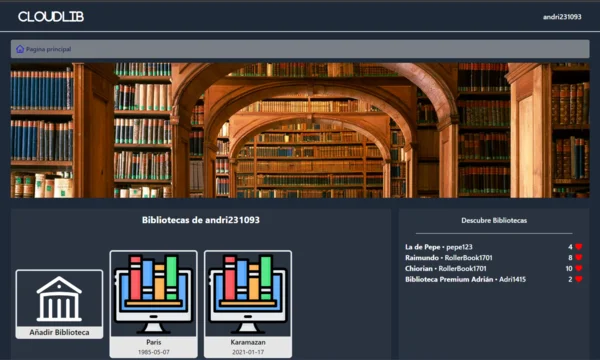 CLOUDLIB
andri231093
Pagina principal
Bibliotecas de andri231093
Descubre Bibliotecas
La de Pepe • pepe123 4
Raimundo • RollerBook1701 8
Chiorian • RollerBook1701 10
Biblioteca Premium Adrián • Adri1415 2
Añadir Biblioteca
Paris
1985-05-07
Karamazan
2021-01-17